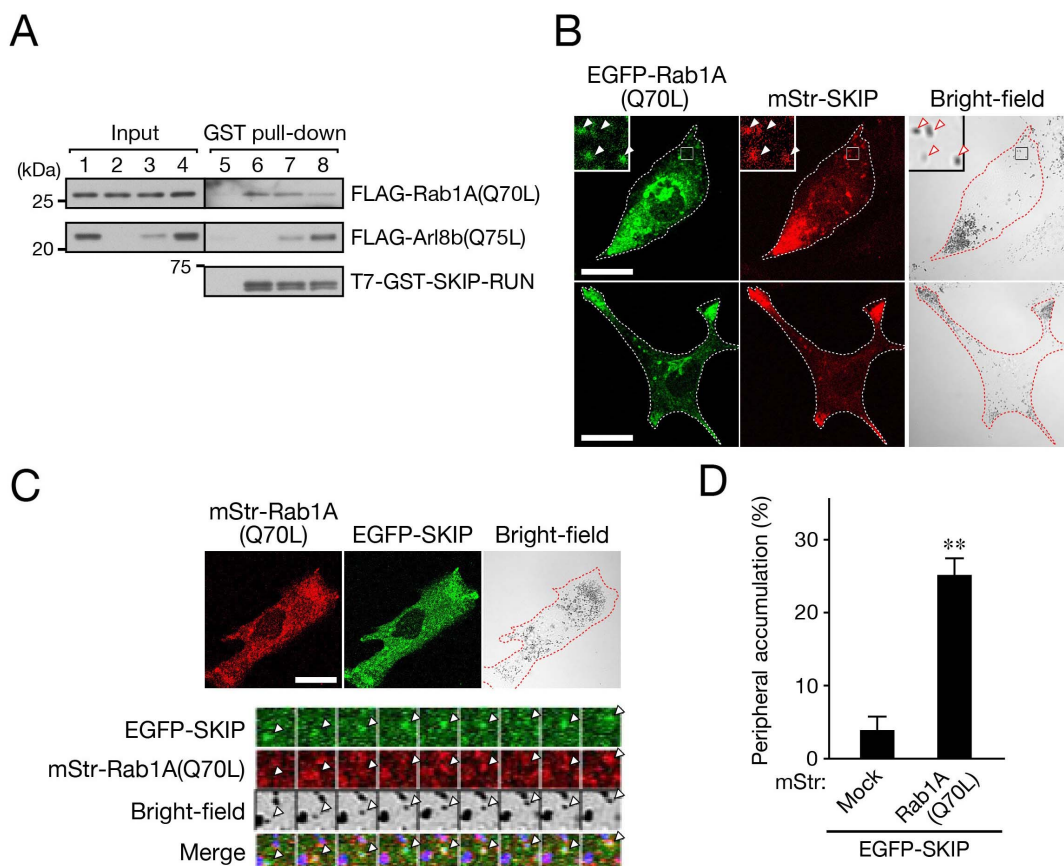 A
Input GST pull-down
(kDa) 1 2 3 4 5 6 7 8
25 FLAG-Rab1A(Q70L)
20 FLAG-Arl8b(Q75L)
75 T7-GST-SKIP-RUN
B
EGFP-Rab1A
(Q70L) mStr-SKIP Bright-field
C
mStr-Rab1A
(Q70L) EGFP-SKIP Bright-field
EGFP-SKIP
mStr-Rab1A(Q70L)
Bright-field
Merge
D
Peripheral accumulation (%)
30
20
10
0
**
mStr: Mock Rab1A
(Q70L)
EGFP-SKIP